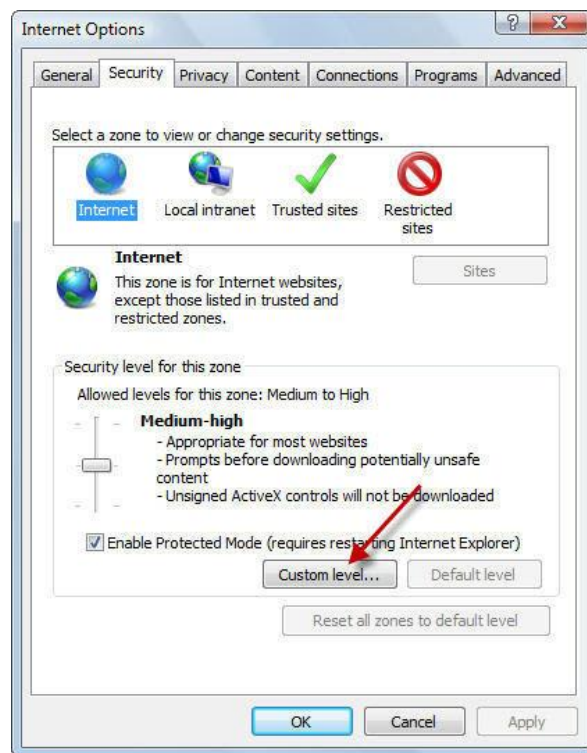 Internet Options
General Security Privacy Content Connections Programs Advanced
Select a zone to view or change security settings.
Internet Local intranet Trusted sites Restricted
sites
Internet
Sites
This zone is for Internet websites,
except those listed in trusted and
restricted zones.
Security level for this zone
Allowed levels for this zone: Medium to High
Medium-high
- Appropriate for most websites
- Prompts before downloading potentially unsafe
content
- Unsigned ActiveX controls will not be downloaded
Enable Protected Mode (requires restarting Internet Explorer)
Custom level... Default level
Reset all zones to default level
OK Cancel Apply